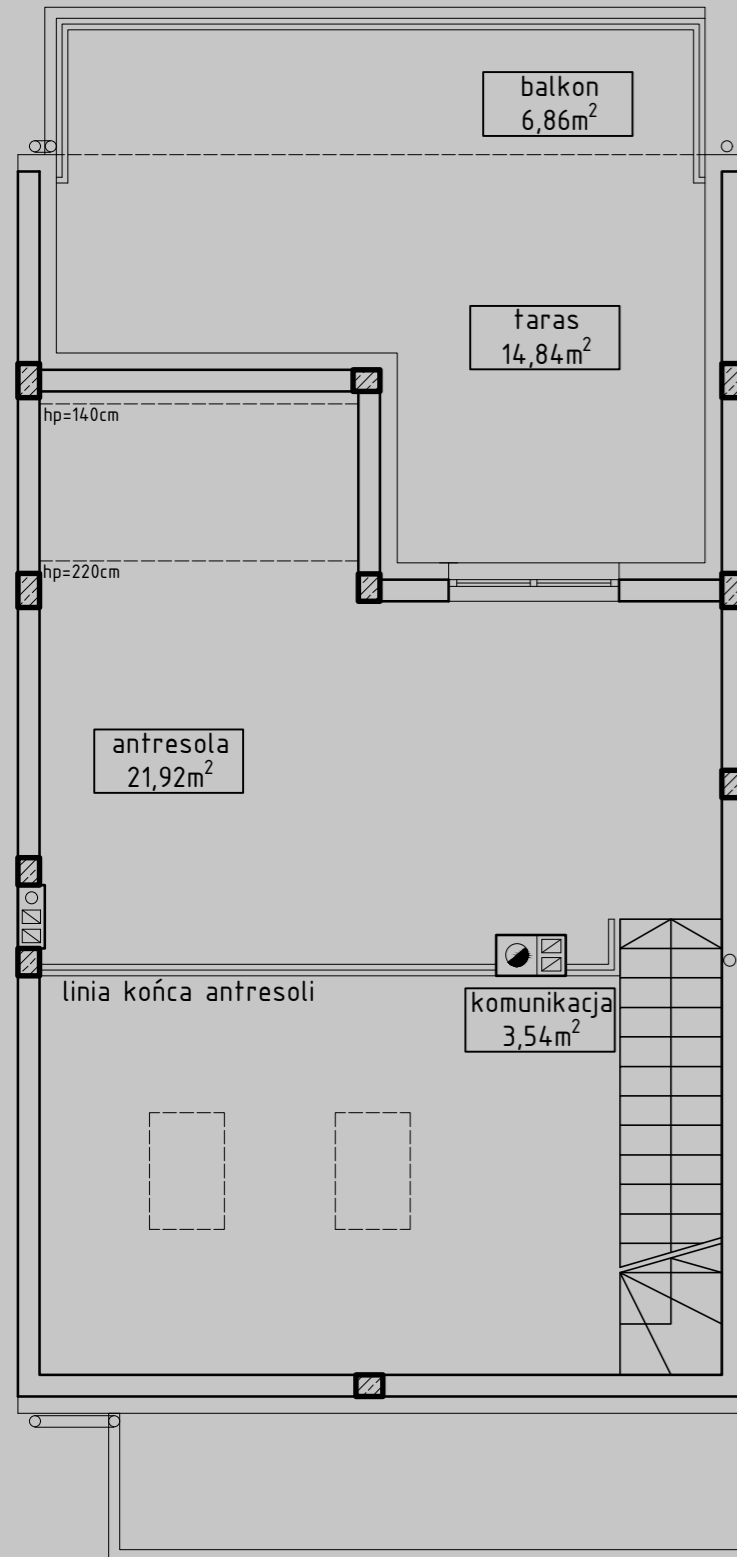 balkon
6,86m²
taras
14,84m²
hp=140cm
hp=220cm
antresola
21,92m²
linia końca antresoli
komunikacja
3,54m²